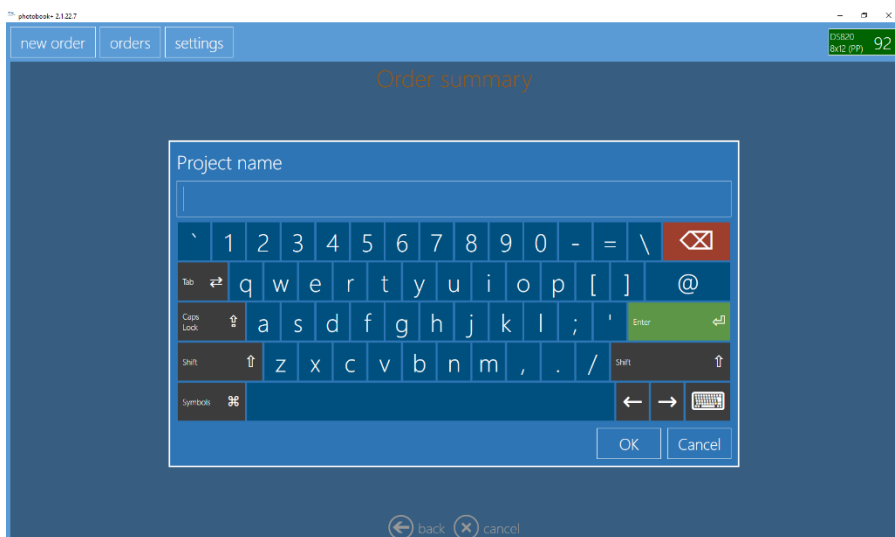 photobook+ 2.1.22.7
new order orders settings
DS820
8x12 (PP) 92
Order summary
Project name
` 1 2 3 4 5 6 7 8 9 0 - = \
Tab q w e r t y u i o p [ ] @
Caps
Lock a s d f g h j k l ; ' Enter
Shift z x c v b n m , . / Shift
Symbols
OK Cancel
back cancel